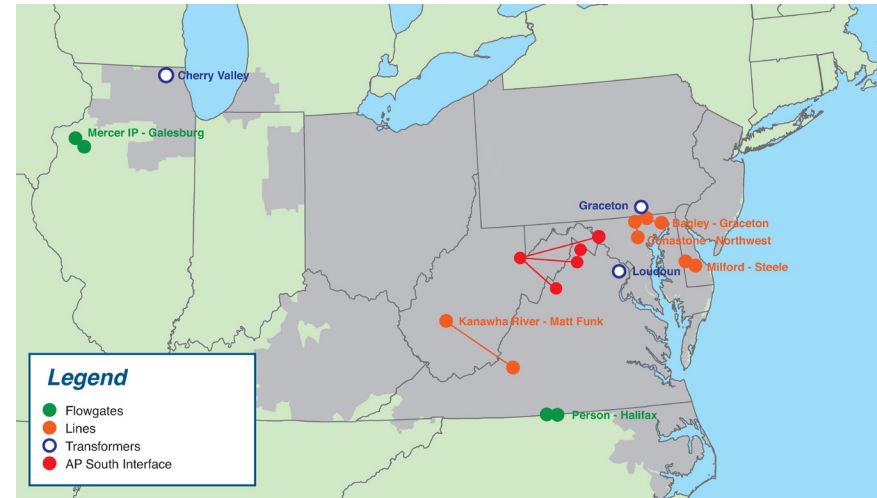 Cherry Valley
Mercer IP - Galesburg
Graceton
Bagley - Graceton
Conastone - Northwest
Loudoun
Milford - Steele
Kanawha River - Matt Funk
Person - Halifax
Legend
Flowgates
Lines
Transformers
AP South Interface